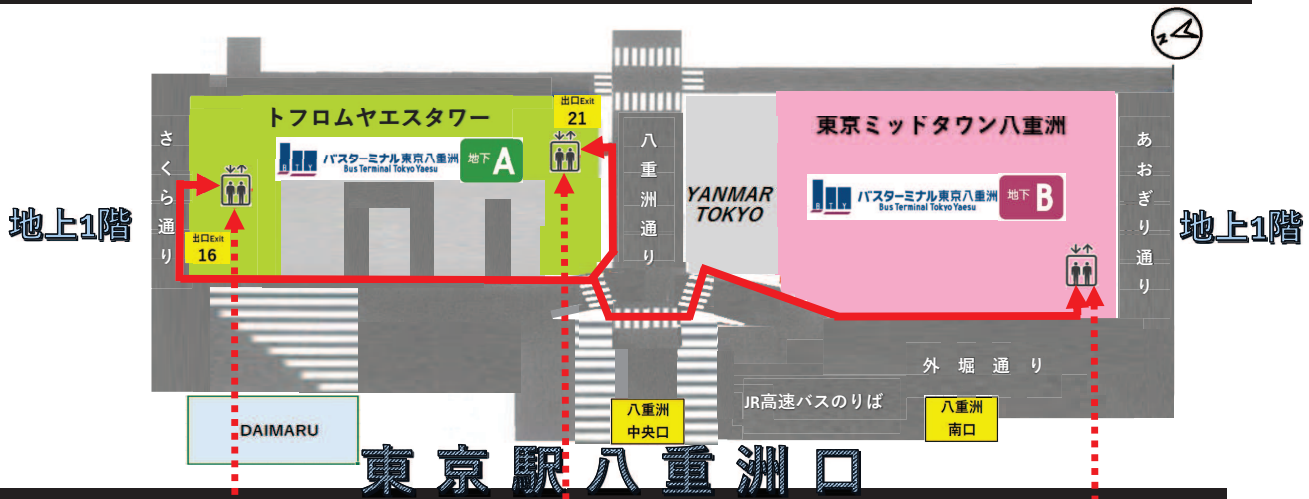 Z
トフロムヤエスタワー
出口Exit
21
BTY
バスターミナル東京八重洲
Bus Terminal Tokyo Yaesu
地下 A
さくら通り
出口Exit
16
八重洲通り
YANMAR
TOKYO
東京ミッドタウン八重洲
BTY
バスターミナル東京八重洲
Bus Terminal Tokyo Yaesu
地下 B
あおぎり通り
地上1階
地上1階
外堀通り
JR高速バスのりば
八重洲
中央口
八重洲
南口
DAIMARU
東京駅八重洲口